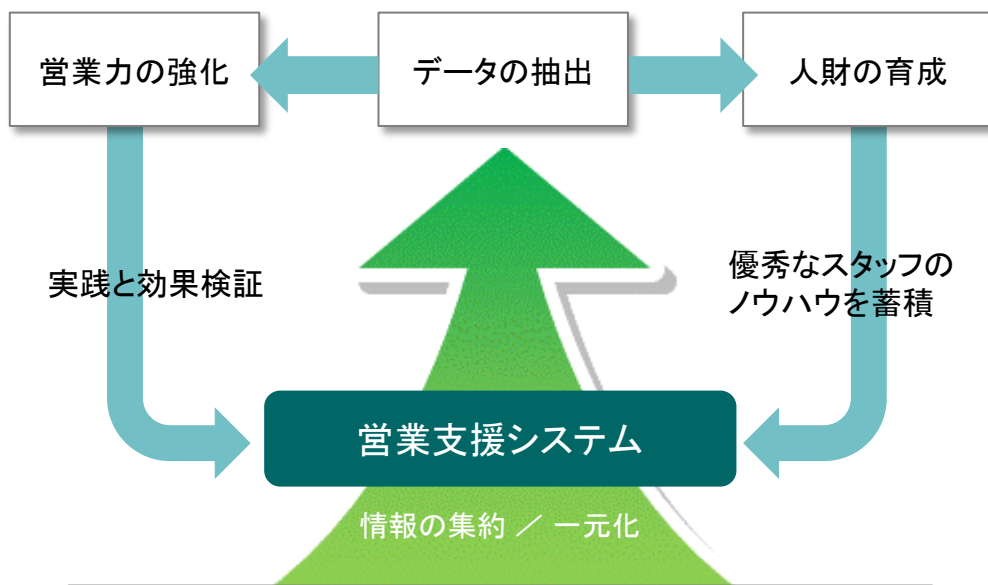 営業力の強化
データの抽出
人財の育成
実践と効果検証
優秀なスタッフの
ノウハウを蓄積
営業支援システム
情報の集約 ／ 一元化